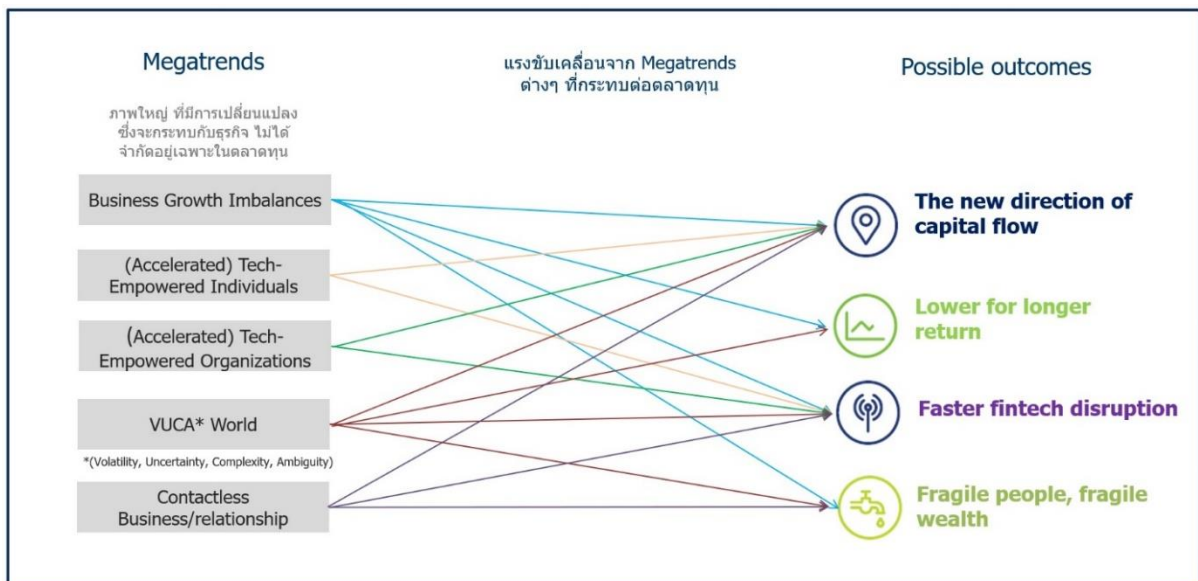 Megatrends
ภาพใหญ่ ที่มีการเปลี่ยนแปลง
ซึ่งจะกระทบกับธุรกิจ ไม่ได้
จำกัดอยู่เฉพาะในตลาดทุน
Business Growth Imbalances
(Accelerated) Tech-
Empowered Individuals
(Accelerated) Tech-
Empowered Organizations
VUCA* World
*(Volatility, Uncertainty, Complexity, Ambiguity)
Contactless
Business/relationship
แรงขับเคลื่อนจาก Megatrends
ต่างๆ ที่กระทบต่อตลาดทุน
Possible outcomes
The new direction of
capital flow
Lower for longer
return
Faster fintech disruption
Fragile people, fragile
wealth